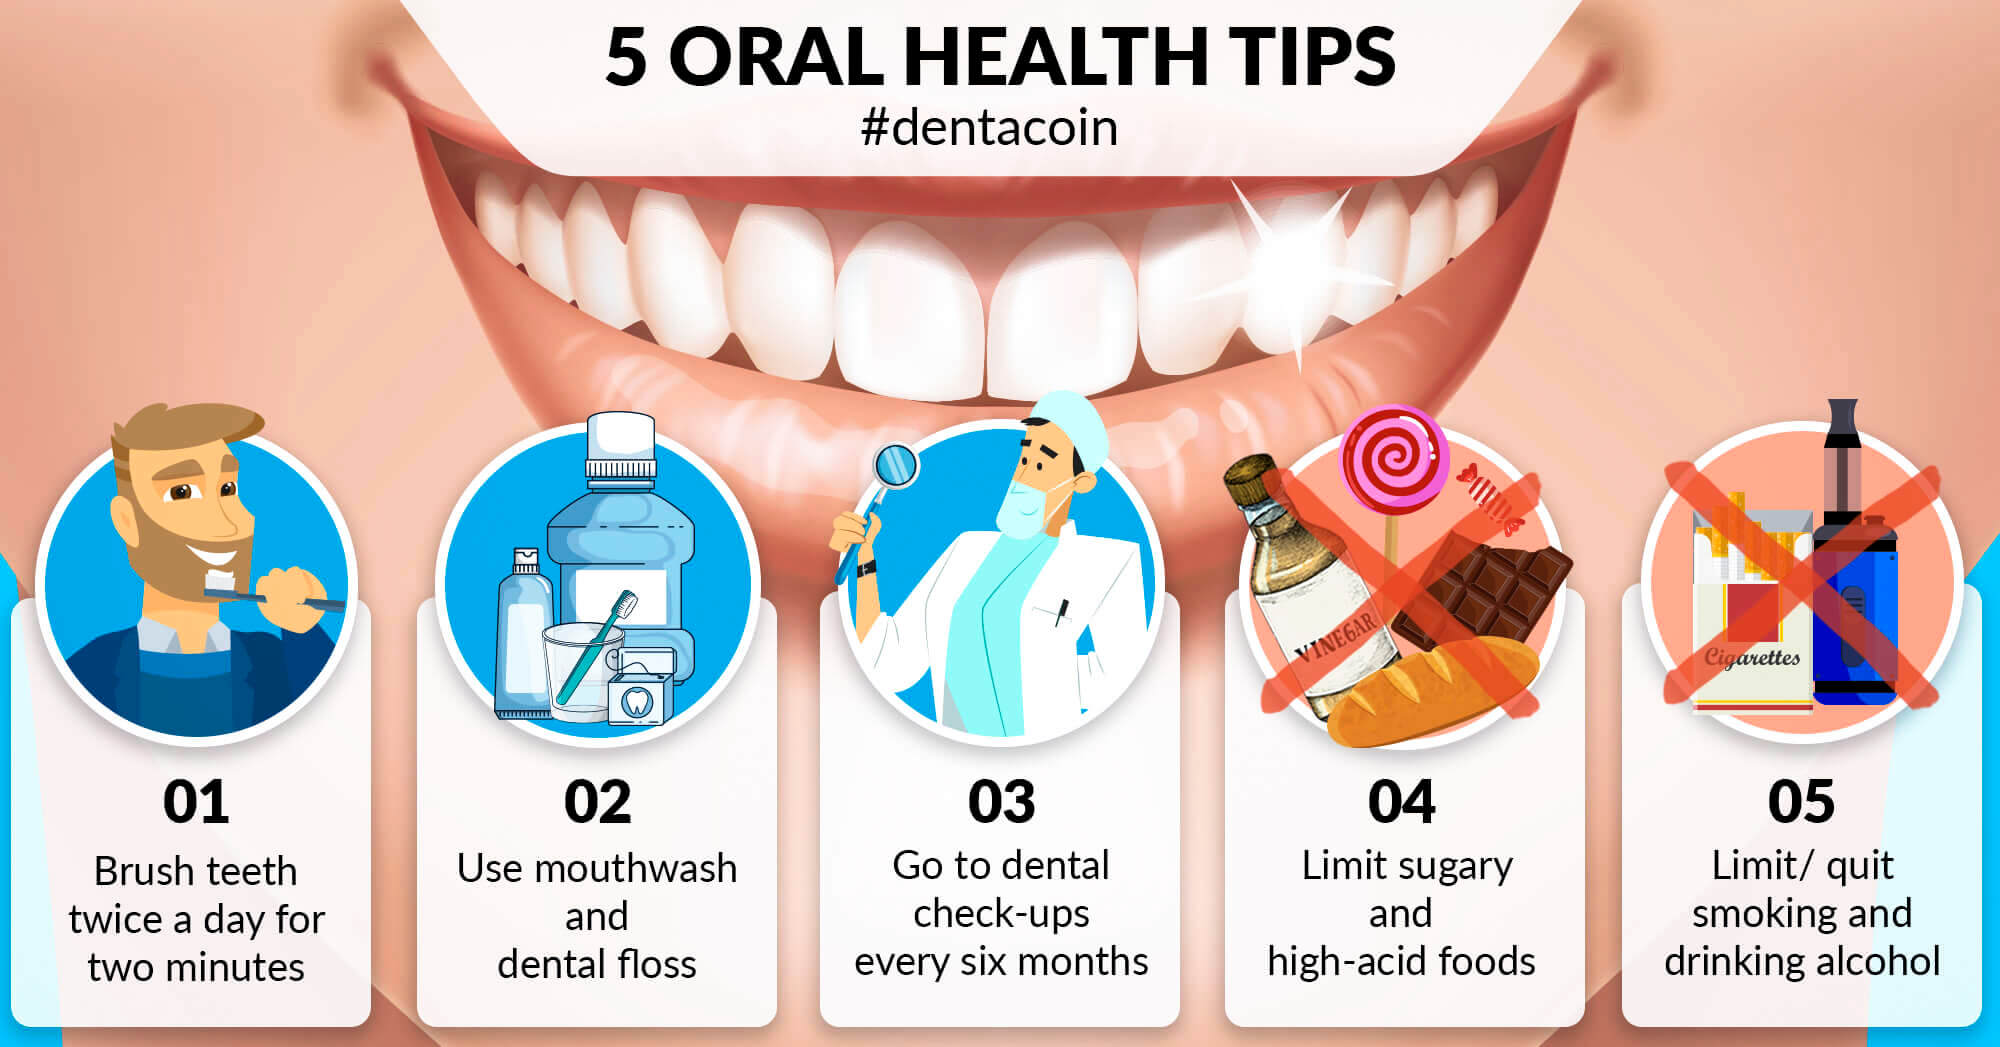 5 ORAL HEALTH TIPS
#dentacoin
VINEGAR
Cigarettes
01
Brush teeth
twice a day for
two minutes
02
Use mouthwash
and
dental floss
03
Go to dental
check-ups
every six months
04
Limit sugary
and
high-acid foods
05
Limit/ quit
smoking and
drinking alcohol